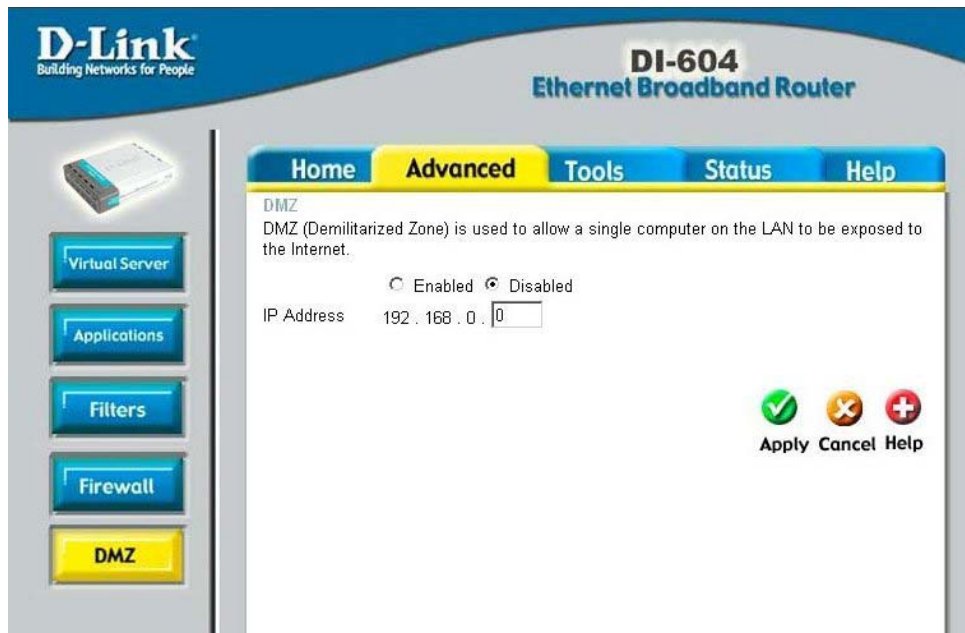 D-Link
Building Networks for People
DI-604
Ethernet Broadband Router
Home Advanced Tools Status Help
DMZ
DMZ (Demilitarized Zone) is used to allow a single computer on the LAN to be exposed to
the Internet.
Enabled Disabled
IP Address 192 . 168 . 0 . 0
Apply Cancel Help
Virtual Server
Applications
Filters
Firewall
DMZ